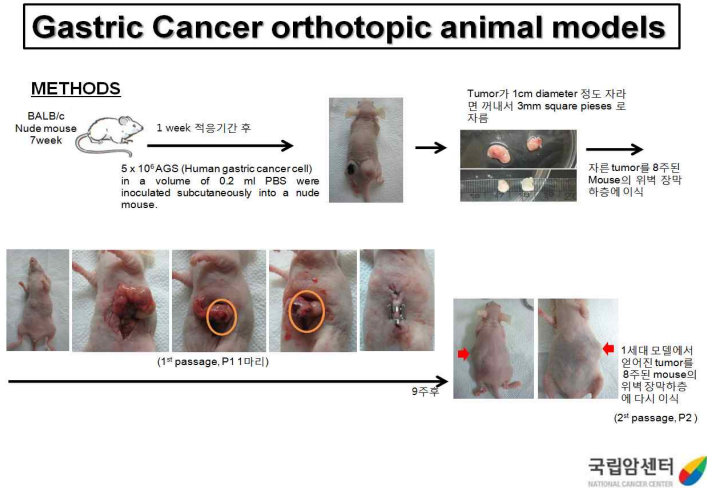 Gastric Cancer orthotopic animal models
METHODS
BALB/c
Nude mouse
7week
1 week 적응기간 후
5 x 10⁶ AGS (Human gastric cancer cell)
in a volume of 0.2 ml PBS were
inoculated subcutaneously into a nude
mouse.
Tumor가 1cm diameter 정도 자라
면 꺼내서 3mm square pieses 로
자름
자른 tumor를 8주된
Mouse의 위벽 장막
하층에 이식
(1st passage, P1 1마리)
9주후
1세대 모델에서
얻어진 tumor를
8주된 mouse의
위벽 장막하층
에 다시 이식
(2st passage, P2 )
국립암센터
NATIONAL CANCER CENTER